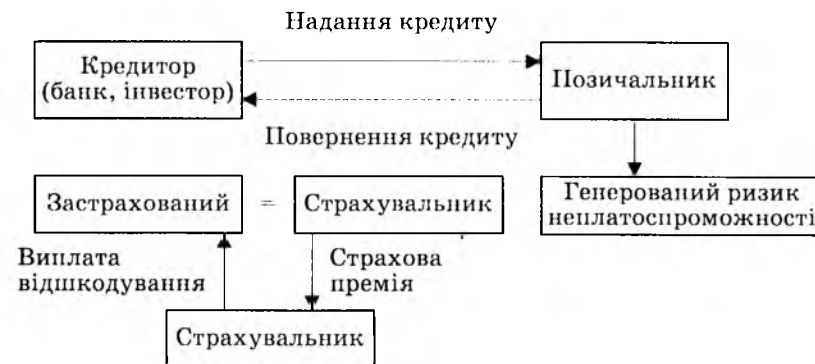 Надання кредиту
Кредитор
(банк, інвестор)
Позичальник
Повернення кредиту
Застрахований = Страхувальник
Генерований ризик
неплатоспроможності
Виплата
відшкодування
Страхова
премія
Страхувальник